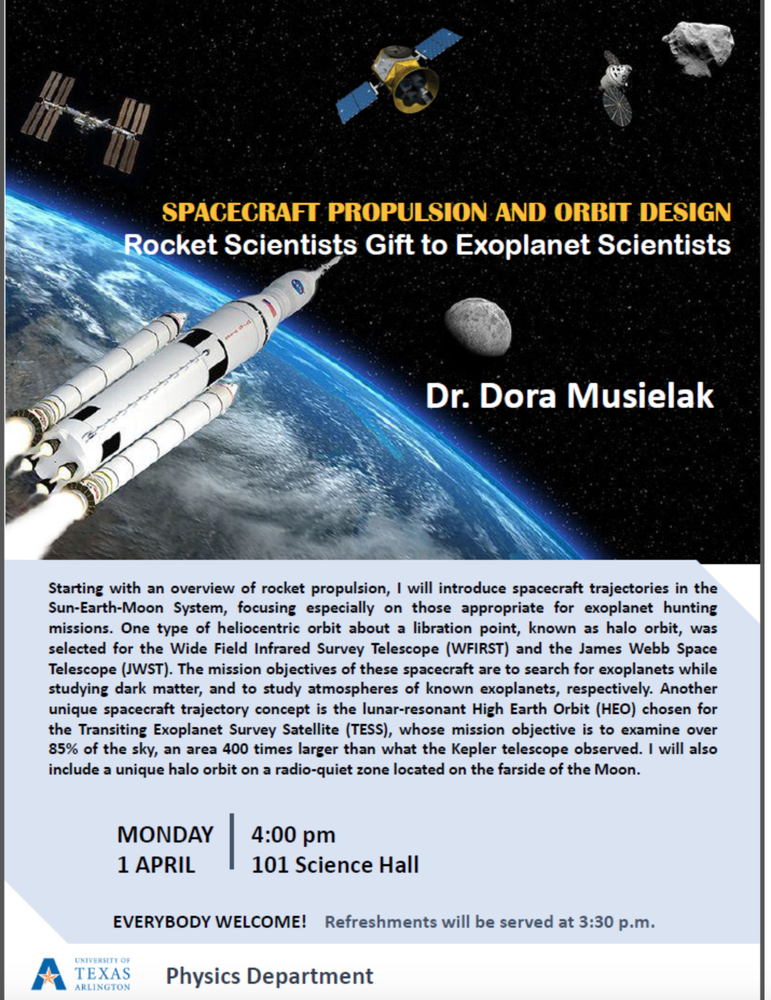 SPACECRAFT PROPULSION AND ORBIT DESIGN
Rocket Scientists Gift to Exoplanet Scientists
Dr. Dora Musielak
Starting with an overview of rocket propulsion, I will introduce spacecraft trajectories in the
Sun-Earth-Moon System, focusing especially on those appropriate for exoplanet hunting
missions. One type of heliocentric orbit about a libration point, known as halo orbit, was
selected for the Wide Field Infrared Survey Telescope (WFIRST) and the James Webb Space
Telescope (JWST). The mission objectives of these spacecraft are to search for exoplanets while
studying dark matter, and to study atmospheres of known exoplanets, respectively. Another
unique spacecraft trajectory concept is the lunar-resonant High Earth Orbit (HEO) chosen for
the Transiting Exoplanet Survey Satellite (TESS), whose mission objective is to examine over
85% of the sky, an area 400 times larger than what the Kepler telescope observed. I will also
include a unique halo orbit on a radio-quiet zone located on the farside of the Moon.
MONDAY
1 APRIL
4:00 pm
101 Science Hall
EVERYBODY WELCOME! Refreshments will be served at 3:30 p.m.
UNIVERSITY OF
TEXAS
ARLINGTON
Physics Department